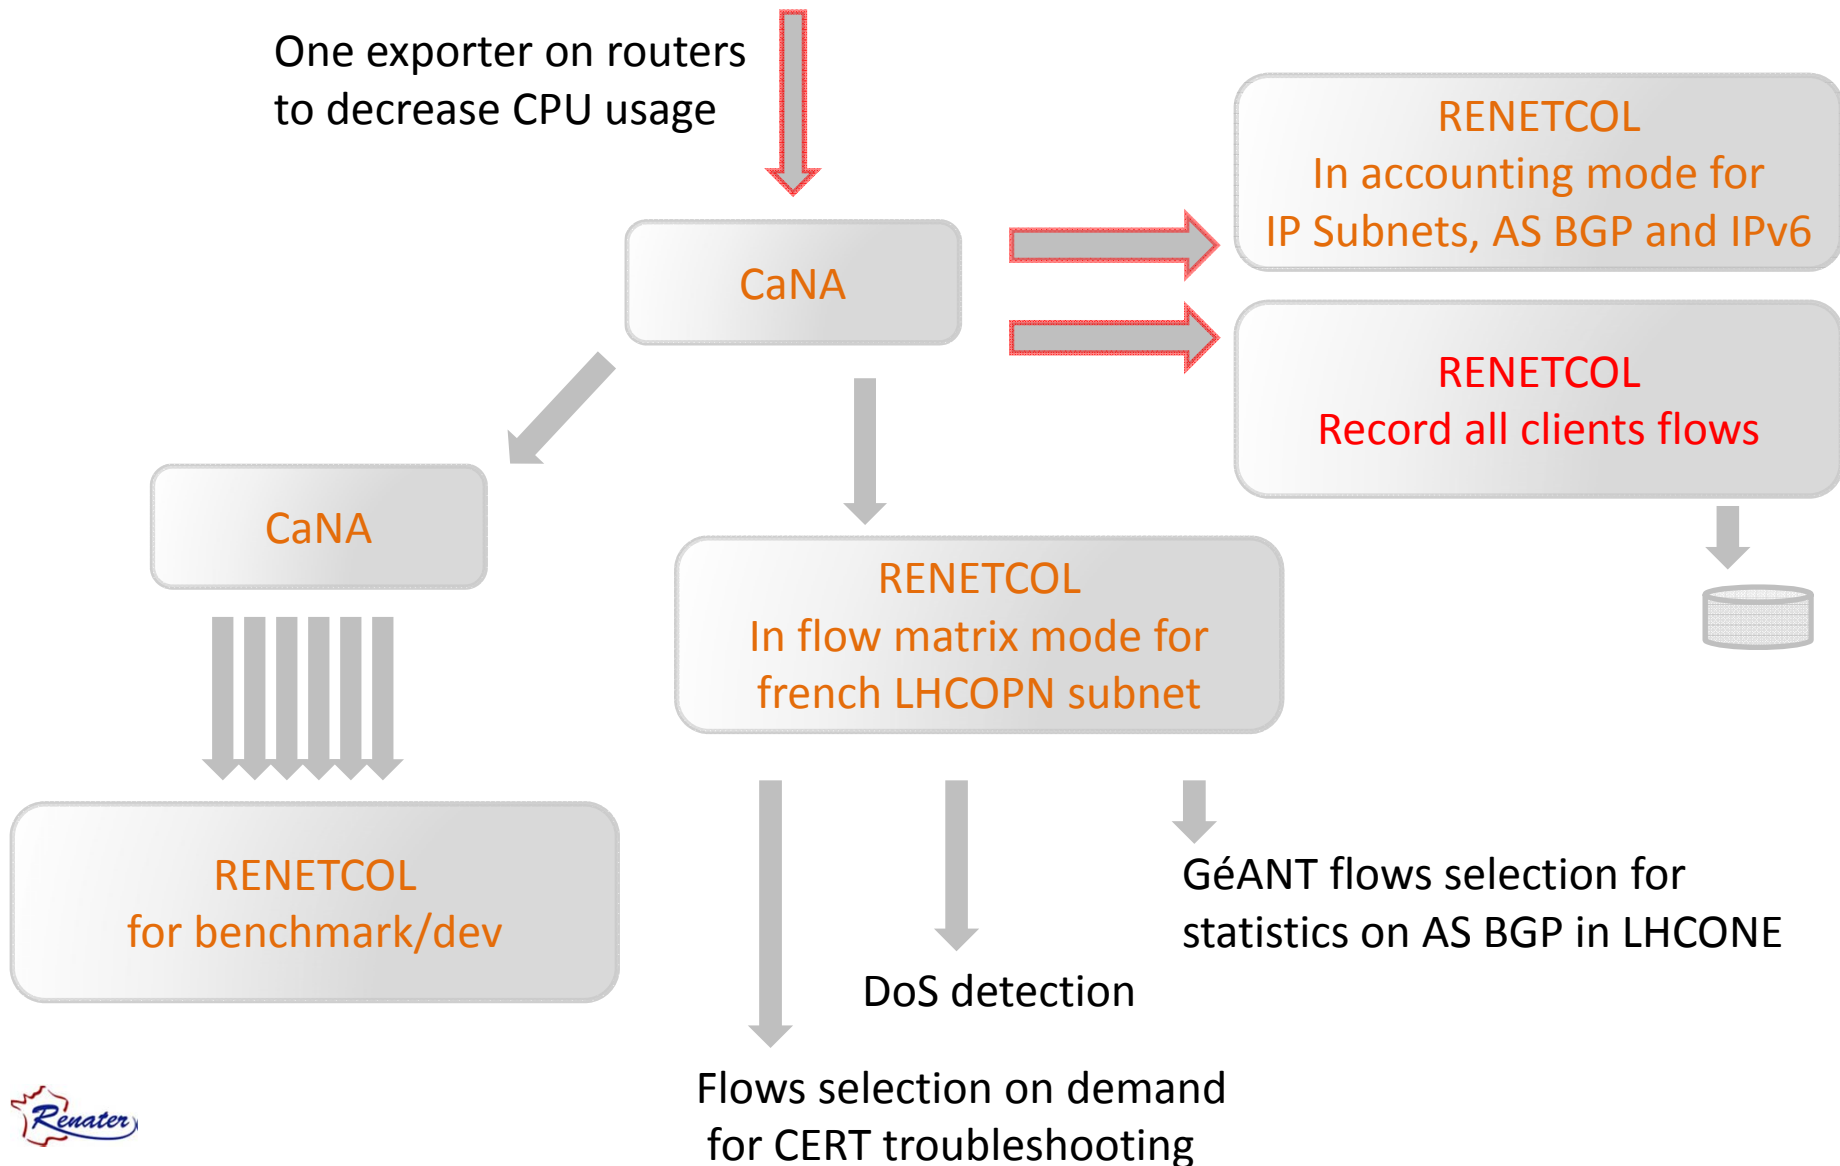 One exporter on routers
to decrease CPU usage
RENETCOL
In accounting mode for
IP Subnets, AS BGP and IPv6
CaNA
RENETCOL
Record all clients flows
CaNA
RENETCOL
In flow matrix mode for
french LHCOPN subnet
RENETCOL
for benchmark/dev
GéANT flows selection for
statistics on AS BGP in LHCONE
DoS detection
Flows selection on demand
for CERT troubleshooting
Renater